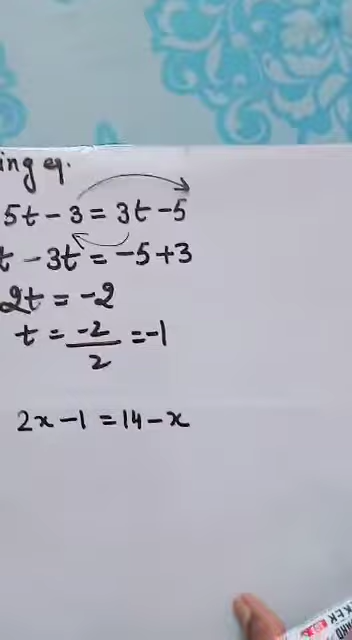 ing eq.
5t - 3 = 3t - 5
t - 3t = -5 + 3
2t = -2
t = -2/2 = -1
2x - 1 = 14 - x